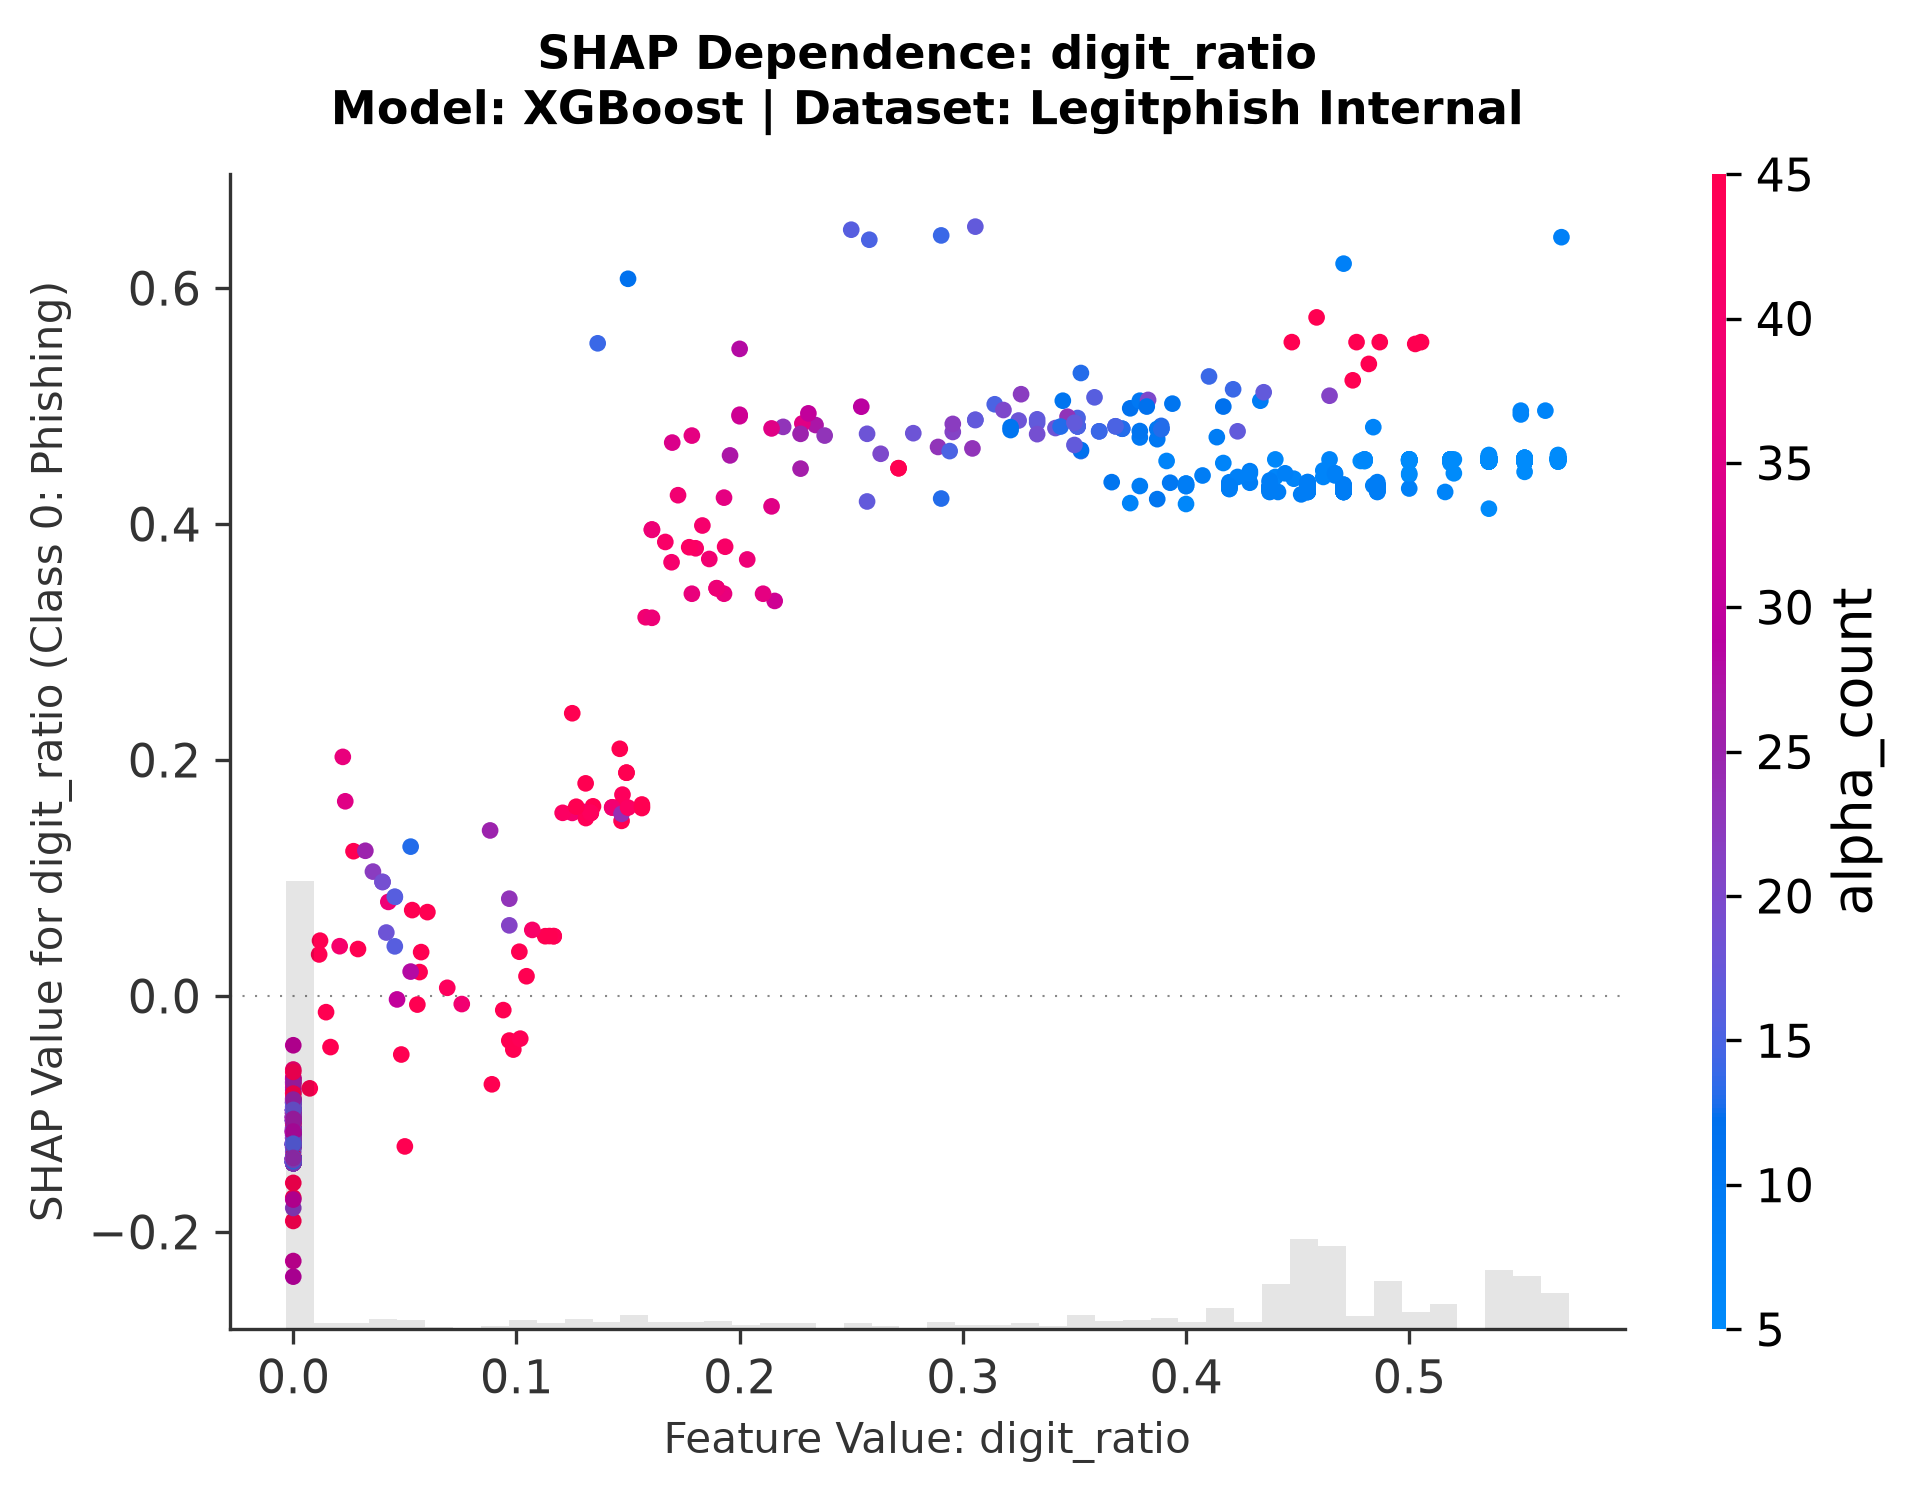 SHAP Dependence: digit_ratio
Model: XGBoost | Dataset: Legitphish Internal
SHAP Value for digit_ratio (Class 0: Phishing)
0.6
0.4
0.2
0.0
−0.2
0.0 0.1 0.2 0.3 0.4 0.5
Feature Value: digit_ratio
45
40
35
30
25
20
15
10
5
alpha_count